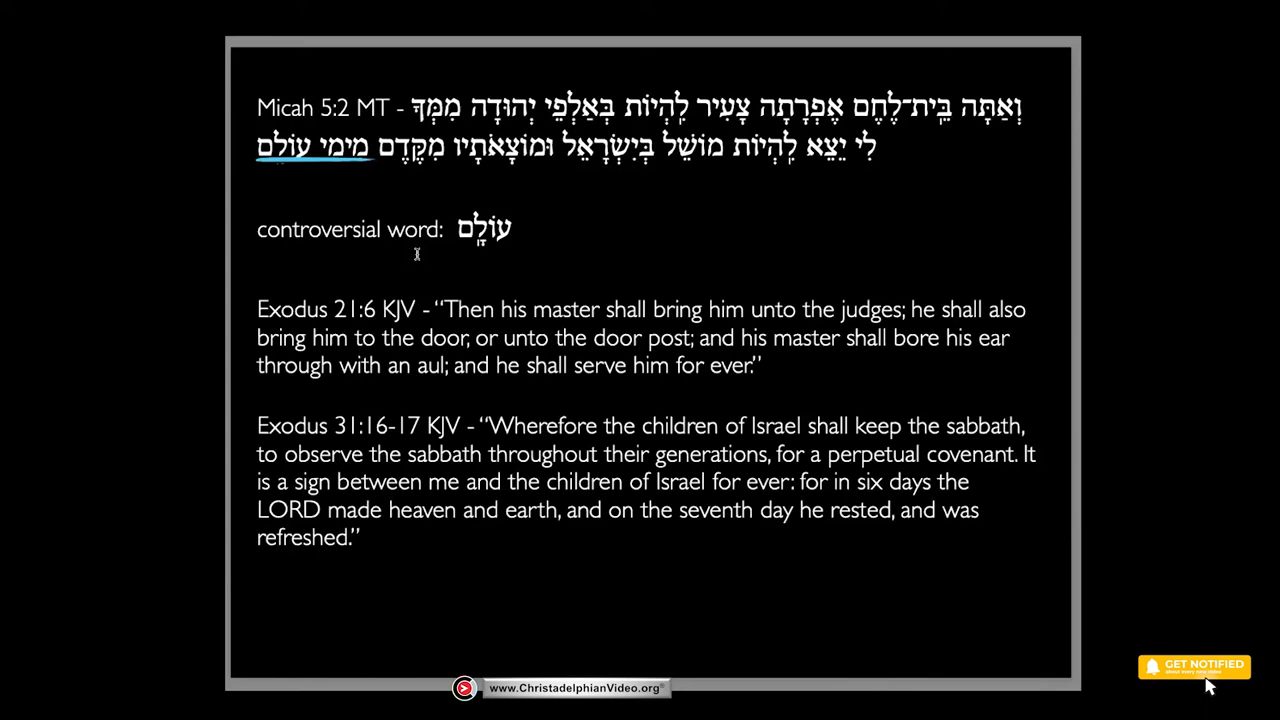 Micah 5:2 MT - וְאַתָּה בֵּֽית־לֶחֶם אֶפְרָתָה צָעִיר לִֽהְיוֹת בְּאַלְפֵי יְהוּדָה מִמְּךָ
לִי יֵצֵא לִֽהְיוֹת מוֹשֵׁל בְּיִשְׂרָאֵל וּמוֹצָאֹתָיו מִקֶּדֶם מִימֵי עוֹלָֽם
controversial word: עוֹלָֽם
Exodus 21:6 KJV - “Then his master shall bring him unto the judges; he shall also
bring him to the door, or unto the door post; and his master shall bore his ear
through with an aul; and he shall serve him for ever.”
Exodus 31:16-17 KJV - “Wherefore the children of Israel shall keep the sabbath,
to observe the sabbath throughout their generations, for a perpetual covenant. It
is a sign between me and the children of Israel for ever: for in six days the
LORD made heaven and earth, and on the seventh day he rested, and was
refreshed.”
www.ChristadelphianVideo.org®
GET NOTIFIED
about every new video